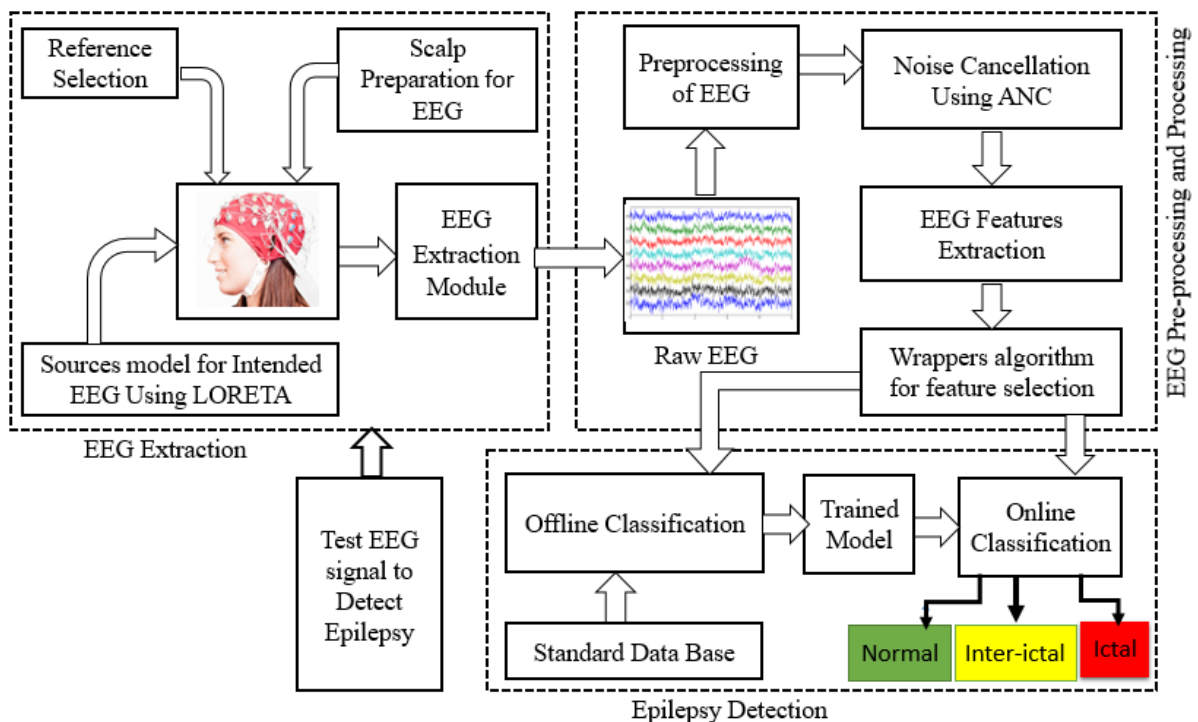 Reference
Selection
Scalp
Preparation for
EEG
EEG
Extraction
Module
Sources model for Intended
EEG Using LORETA
EEG Extraction
Test EEG
signal to
Detect
Epilepsy
Preprocessing
of EEG
Noise Cancellation
Using ANC
Raw EEG
EEG Features
Extraction
Wrappers algorithm
for feature selection
EEG Pre-processing and Processing
Offline Classification
Trained
Model
Online
Classification
Standard Data Base
Normal
Inter-ictal
Ictal
Epilepsy Detection